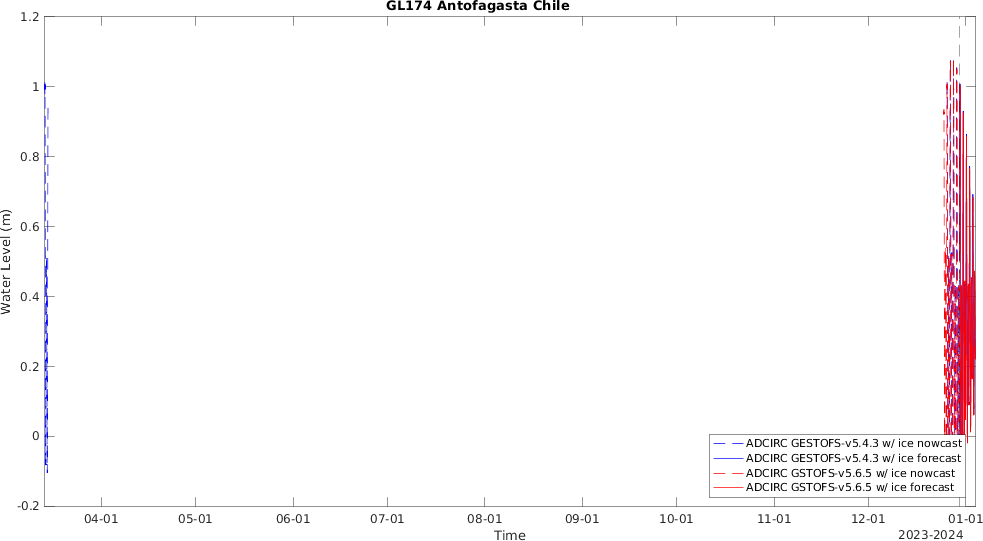 GL174 Antofagasta Chile
1.2
1
0.8
0.6
0.4
0.2
0
-0.2
Water Level (m)
ADCIRC GESTOFS-v5.4.3 w/ ice nowcast
ADCIRC GESTOFS-v5.4.3 w/ ice forecast
ADCIRC GSTOFS-v5.6.5 w/ ice nowcast
ADCIRC GSTOFS-v5.6.5 w/ ice forecast
04-01 05-01 06-01 07-01 08-01 09-01 10-01 11-01 12-01 01-01
Time
2023-2024